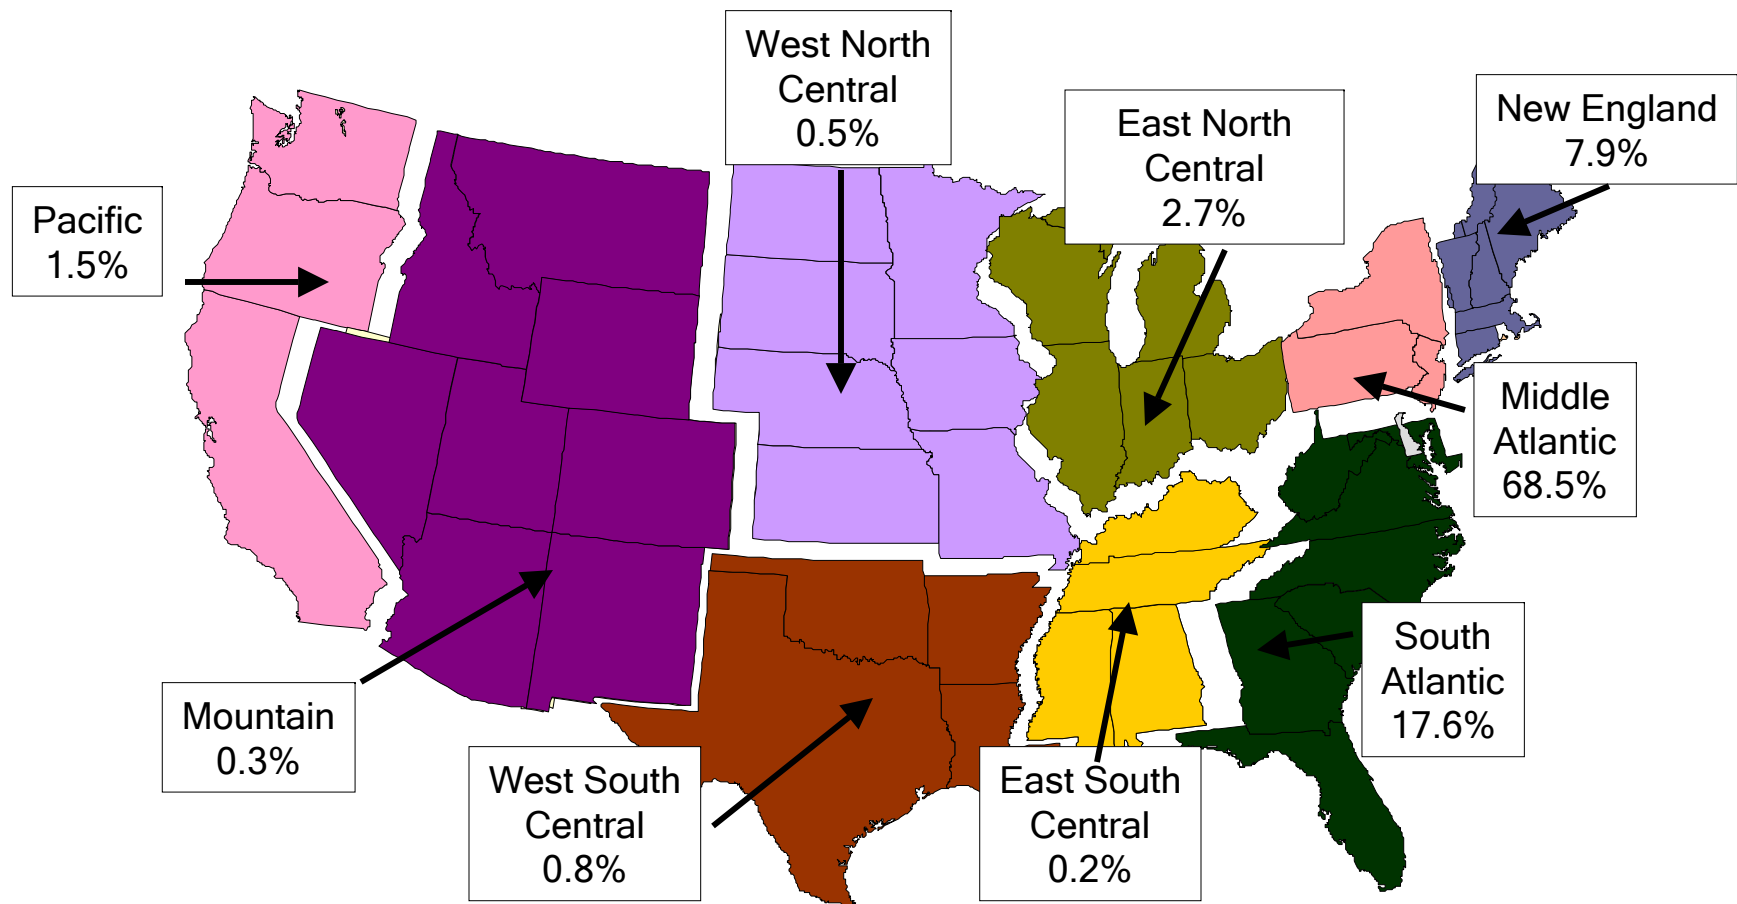 West North
Central
0.5%
East North
Central
2.7%
New England
7.9%
Pacific
1.5%
Middle
Atlantic
68.5%
South
Atlantic
17.6%
Mountain
0.3%
West South
Central
0.8%
East South
Central
0.2%